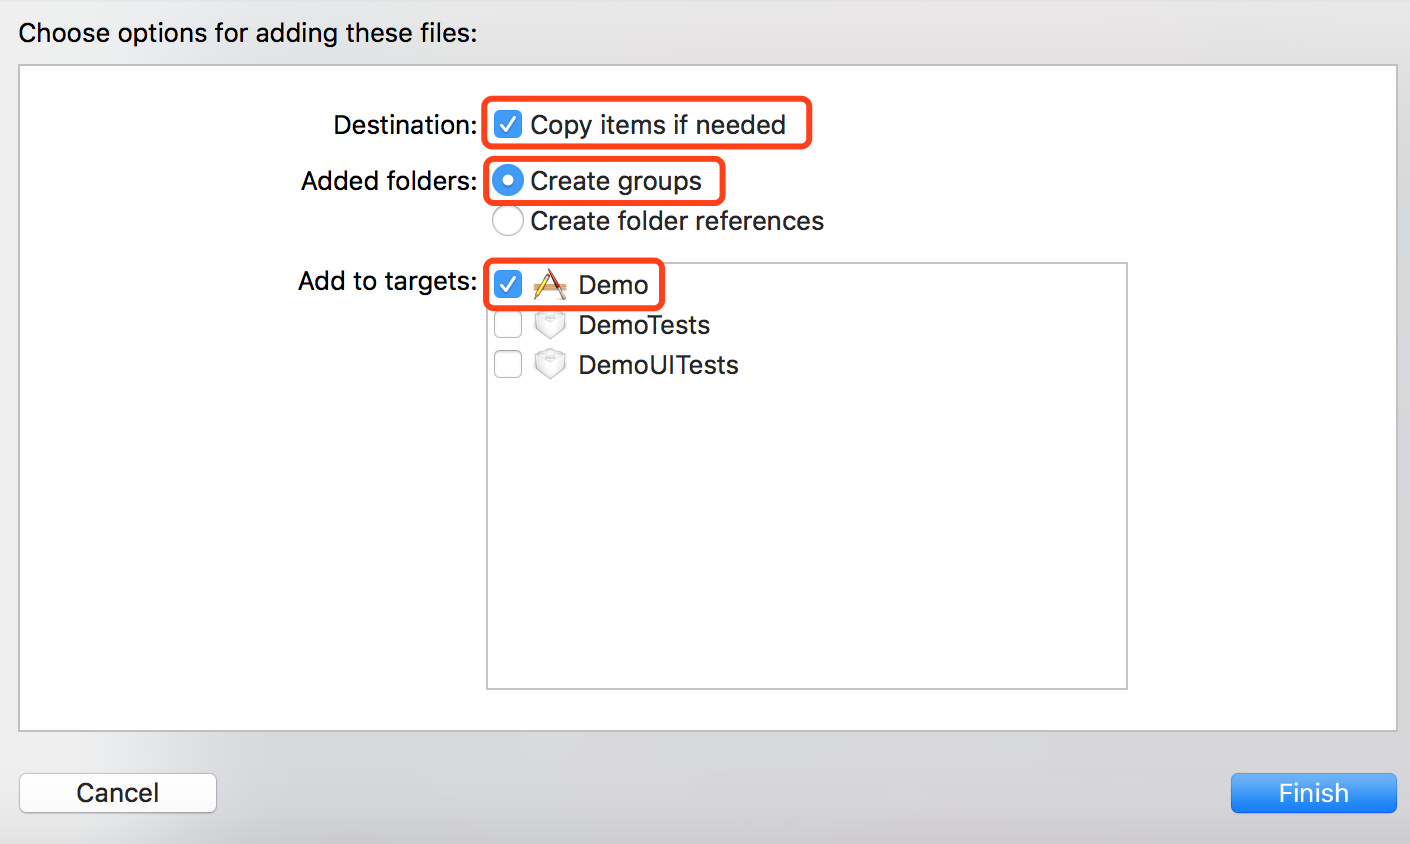 Choose options for adding these files:
Destination: Copy items if needed
Added folders: Create groups
Create folder references
Add to targets: Demo
DemoTests
DemoUITests
Cancel Finish